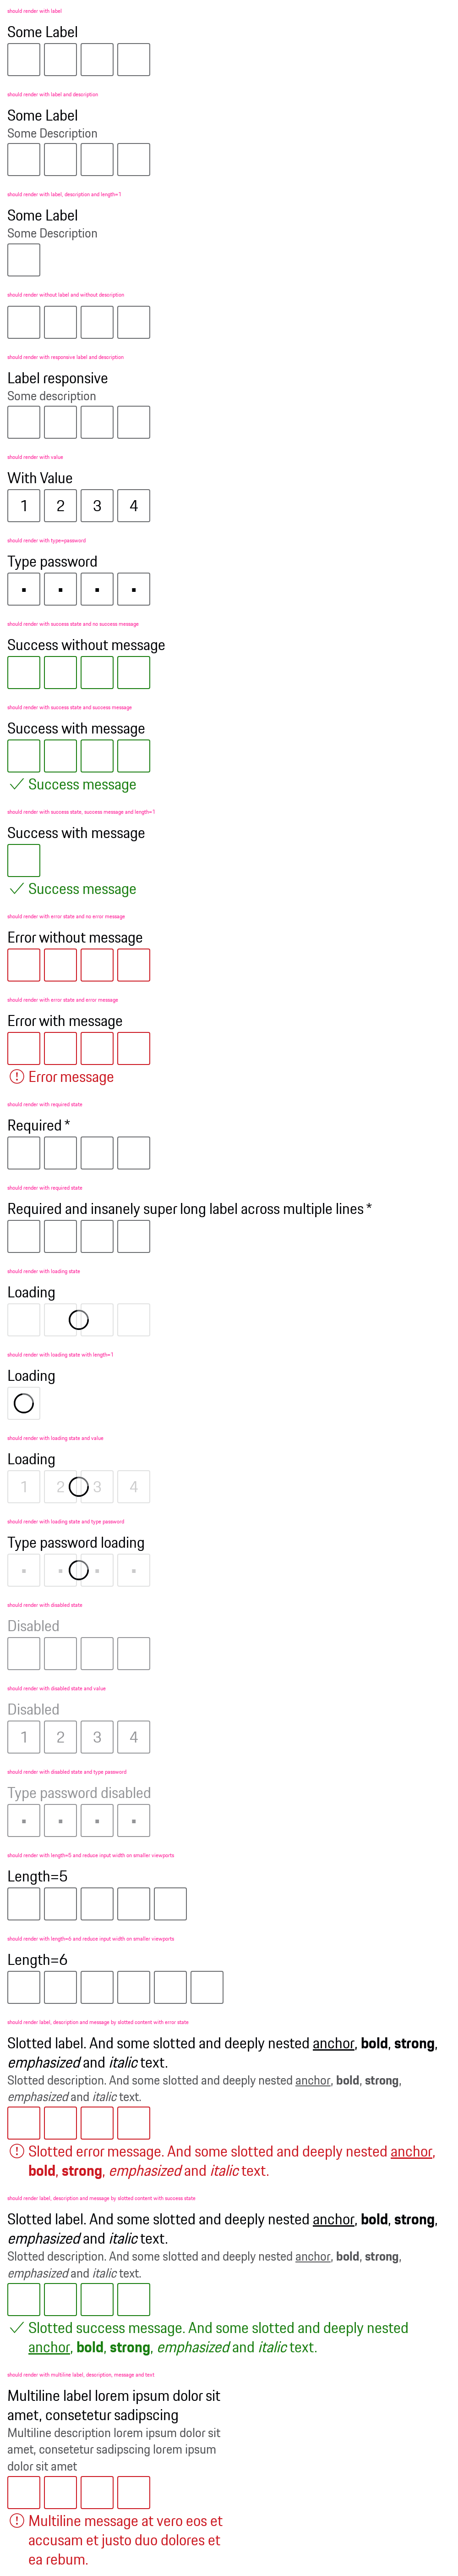 should render with label
Some Label
should render with label and description
Some Label
Some Description
should render with label, description and length=1
Some Label
Some Description
should render without label and without description
should render with responsive label and description
Label responsive
Some description
should render with value
With Value
1 2 3 4
should render with type=password
Type password
should render with success state and no success message
Success without message
should render with success state and success message
Success with message
Success message
should render with success state, success message and length=1
Success with message
Success message
should render with error state and no error message
Error without message
should render with error state and error message
Error with message
Error message
should render with required state
Required *
should render with required state
Required and insanely super long label across multiple lines *
should render with loading state
Loading
should render with loading state with length=1
Loading
should render with loading state and value
Loading
1 2 3 4
should render with loading state and type password
Type password loading
should render with disabled state
Disabled
should render with disabled state and value
Disabled
1 2 3 4
should render with disabled state and type password
Type password disabled
should render with length=5 and reduce input width on smaller viewports
Length=5
should render with length=6 and reduce input width on smaller viewports
Length=6
should render label, description and message by slotted content with error state
Slotted label. And some slotted and deeply nested anchor, bold, strong,
emphasized and italic text.
Slotted description. And some slotted and deeply nested anchor, bold, strong,
emphasized and italic text.
Slotted error message. And some slotted and deeply nested anchor,
bold, strong, emphasized and italic text.
should render label, description and message by slotted content with success state
Slotted label. And some slotted and deeply nested anchor, bold, strong,
emphasized and italic text.
Slotted description. And some slotted and deeply nested anchor, bold, strong,
emphasized and italic text.
Slotted success message. And some slotted and deeply nested
anchor, bold, strong, emphasized and italic text.
should render with multiline label, description, message and text
Multiline label lorem ipsum dolor sit
amet, consetetur sadipscing
Multiline description lorem ipsum dolor sit
amet, consetetur sadipscing lorem ipsum
dolor sit amet
Multiline message at vero eos et
accusam et justo duo dolores et
ea rebum.